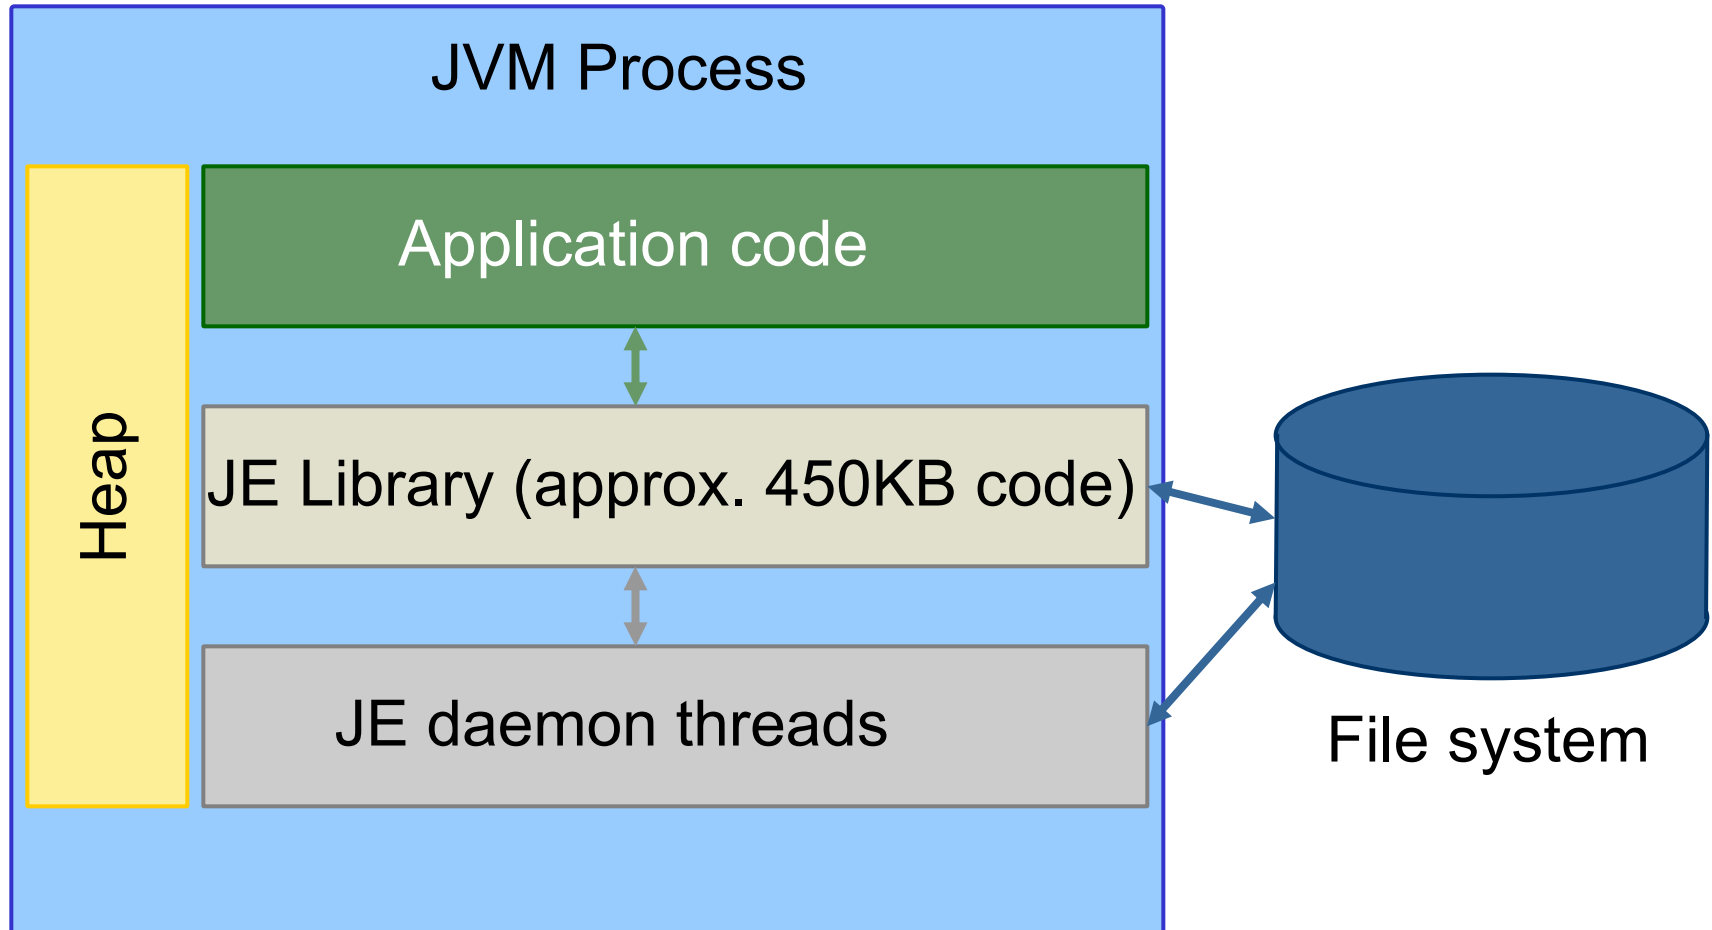 JVM Process
Application code
Heap
JE Library (approx. 450KB code)
JE daemon threads
File system